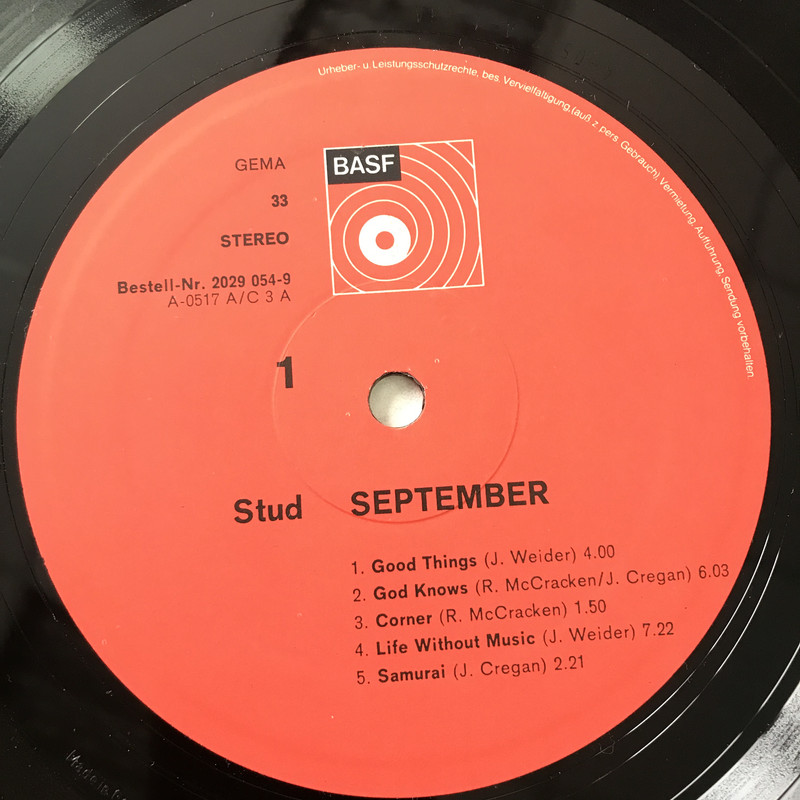 Urheber- u. Leistungsschutzrechte, bes. Vervielfältigung, (auß. z. pers. Gebrauch), Vermietung, Aufführung, Sendung vorbehalten.
BASF
GEMA
33
STEREO
Bestell-Nr. 2029 054-9
A-0517 A/C 3 A
1
Stud SEPTEMBER
1. Good Things (J. Weider) 4.00
2. God Knows (R. McCracken/J. Cregan) 6.03
3. Corner (R. McCracken) 1.50
4. Life Without Music (J. Weider) 7.22
5. Samurai (J. Cregan) 2.21
Made in